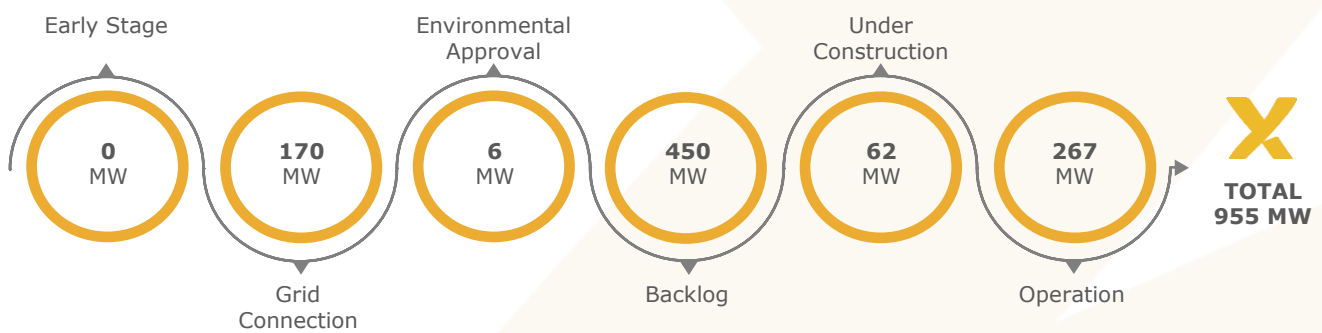 Early Stage
Environmental
Approval
Under
Construction
0
MW
170
MW
6
MW
450
MW
62
MW
267
MW
TOTAL
955 MW
Grid
Connection
Backlog
Operation